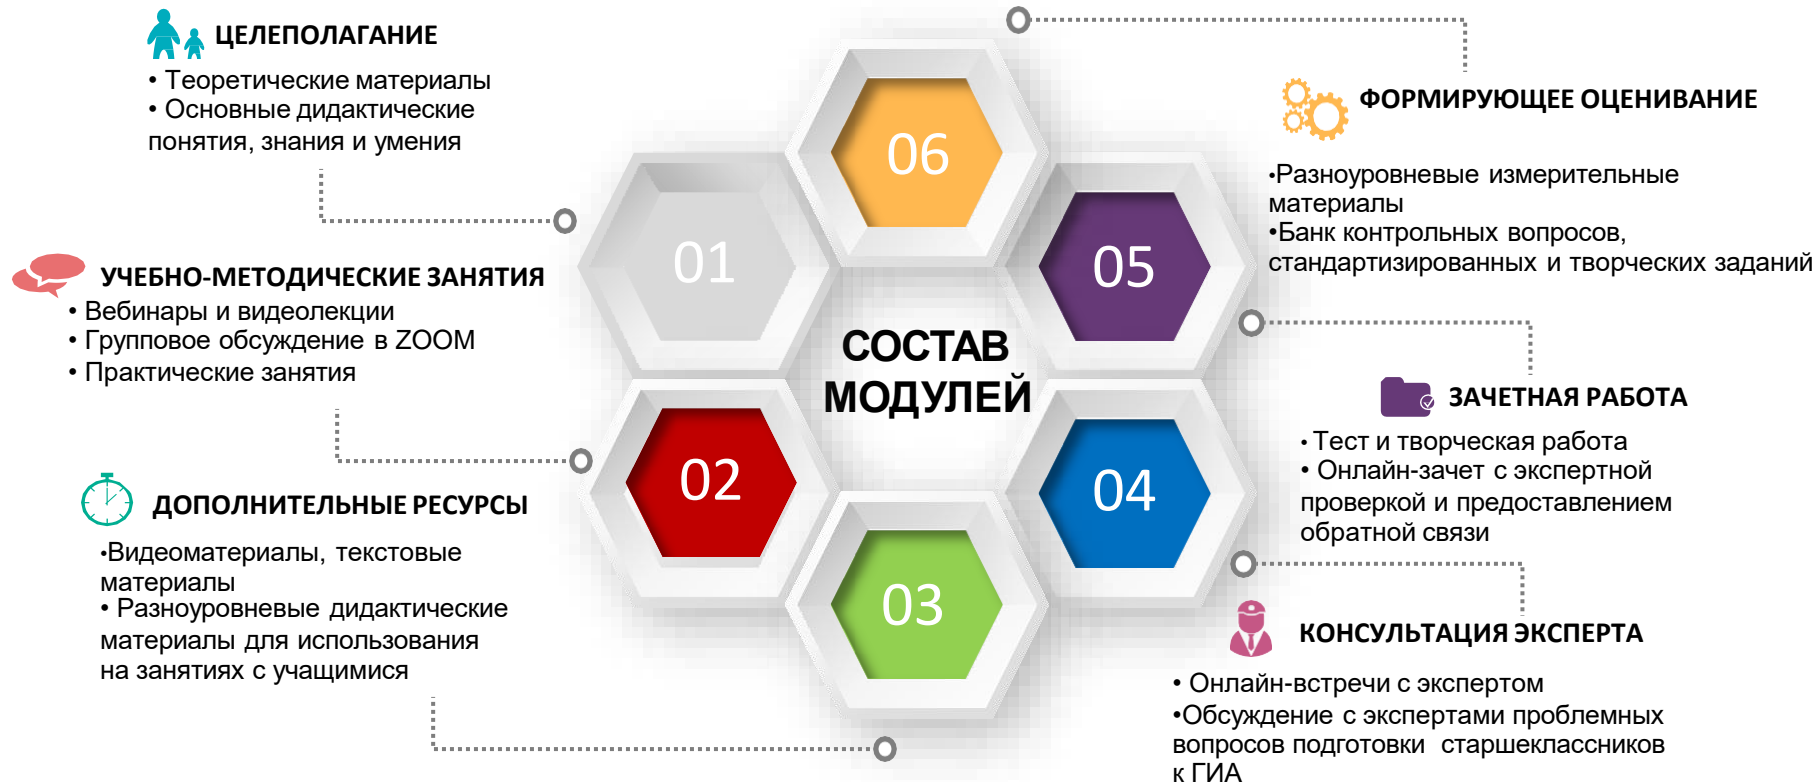 ЦЕЛЕПОЛАГАНИЕ
• Теоретические материалы
• Основные дидактические
понятия, знания и умения
УЧЕБНО-МЕТОДИЧЕСКИЕ ЗАНЯТИЯ
• Вебинары и видеолекции
• Групповое обсуждение в ZOOM
• Практические занятия
ДОПОЛНИТЕЛЬНЫЕ РЕСУРСЫ
•Видеоматериалы, текстовые
материалы
• Разноуровневые дидактические
материалы для использования
на занятиях с учащимися
06
01
05
СОСТАВ
МОДУЛЕЙ
02
04
03
ФОРМИРУЮЩЕЕ ОЦЕНИВАНИЕ
•Разноуровневые измерительные
материалы
•Банк контрольных вопросов,
стандартизированных и творческих заданий
ЗАЧЕТНАЯ РАБОТА
• Тест и творческая работа
• Онлайн-зачет с экспертной
проверкой и предоставлением
обратной связи
КОНСУЛЬТАЦИЯ ЭКСПЕРТА
• Онлайн-встречи с экспертом
•Обсуждение с экспертами проблемных
вопросов подготовки старшеклассников
к ГИА